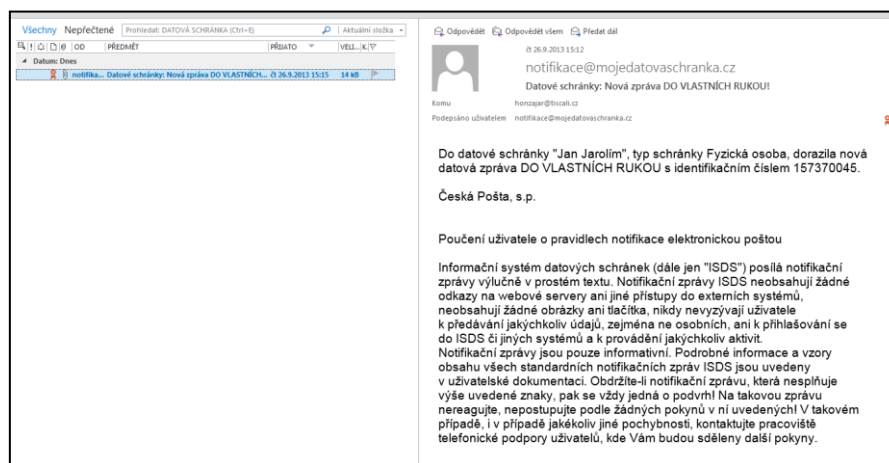 Všechny Nepřečtené Prohledat: DATOVÁ SCHRÁNKA (Ctrl+E) Aktuální složka
OD PŘEDMĚT PŘIJATO VELI... K.
Datum: Dnes
notifika... Datové schránky: Nová zpráva DO VLASTNÍCH... čt 26.9.2013 15:15 14 kB
Odpovědět Odpovědět všem Předat dál
čt 26.9.2013 15:12
notifikace@mojedatovaschranka.cz
Datové schránky: Nová zpráva DO VLASTNÍCH RUKOU!
Komu honzajar@tiscali.cz
Podepsáno uživatelem notifikace@mojedatovaschranka.cz
Do datové schránky "Jan Jarolím", typ schránky Fyzická osoba, dorazila nová
datová zpráva DO VLASTNÍCH RUKOU s identifikačním číslem 157370045.
Česká Pošta, s.p.
Poučení uživatele o pravidlech notifikace elektronickou poštou
Informační systém datových schránek (dále jen "ISDS") posílá notifikační
zprávy výlučně v prostém textu. Notifikační zprávy ISDS neobsahují žádné
odkazy na webové servery ani jiné přístupy do externích systémů,
neobsahují žádné obrázky ani tlačítka, nikdy nevyzývají uživatele
k předávání jakýchkoliv údajů, zejména ne osobních, ani k přihlašování se
do ISDS či jiných systémů a k provádění jakýchkoliv aktivit.
Notifikační zprávy jsou pouze informativní. Podrobné informace a vzory
obsahu všech standardních notifikačních zpráv ISDS jsou uvedeny
v uživatelské dokumentaci. Obdržíte-li notifikační zprávu, která nesplňuje
výše uvedené znaky, pak se vždy jedná o podvrh! Na takovou zprávu
nereagujte, nepostupujte podle žádných pokynů v ní uvedených! V takovém
případě, i v případě jakékoliv jiné pochybnosti, kontaktujte pracoviště
telefonické podpory uživatelů, kde Vám budou sděleny další pokyny.